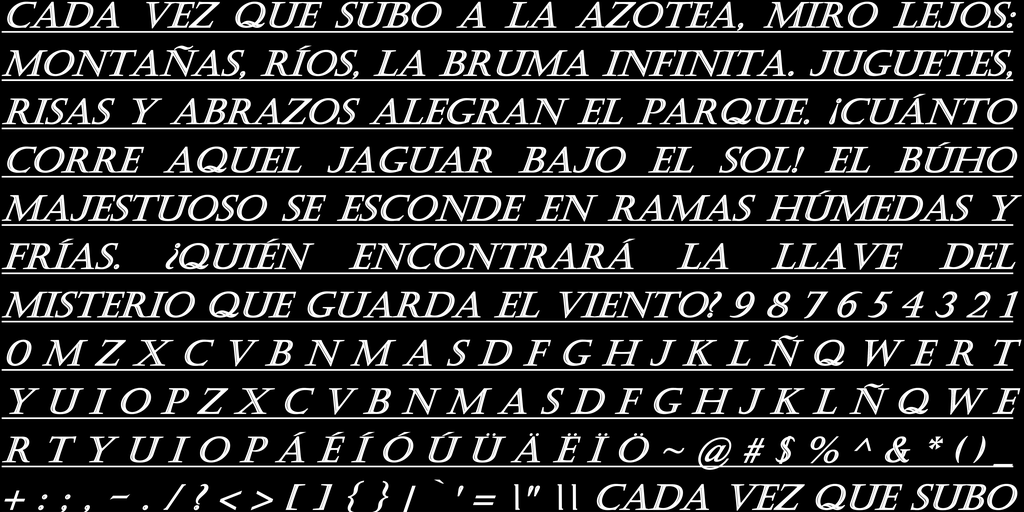 CADA VEZ QUE SUBO A LA AZOTEA, MIRO LEJOS:
MONTAÑAS, RÍOS, LA BRUMA INFINITA. JUGUETES,
RISAS Y ABRAZOS ALEGRAN EL PARQUE. ¡CUÁNTO
CORRE AQUEL JAGUAR BAJO EL SOL! EL BÚHO
MAJESTUOSO SE ESCONDE EN RAMAS HÚMEDAS Y
FRÍAS. ¿QUIÉN ENCONTRARÁ LA LLAVE DEL
MISTERIO QUE GUARDA EL VIENTO? 9 8 7 6 5 4 3 2 1
0 M Z X C V B N M A S D F G H J K L Ñ Q W E R T
Y U I O P Z X C V B N M A S D F G H J K L Ñ Q W E
R T Y U I O P Á É Í Ó Ú Ü Ä Ë Ï Ö ~ @ # $ % ^ & * ( ) _
+ : ; , - . / ? < > [ ] { } | ` ' = \" \\ CADA VEZ QUE SUBO